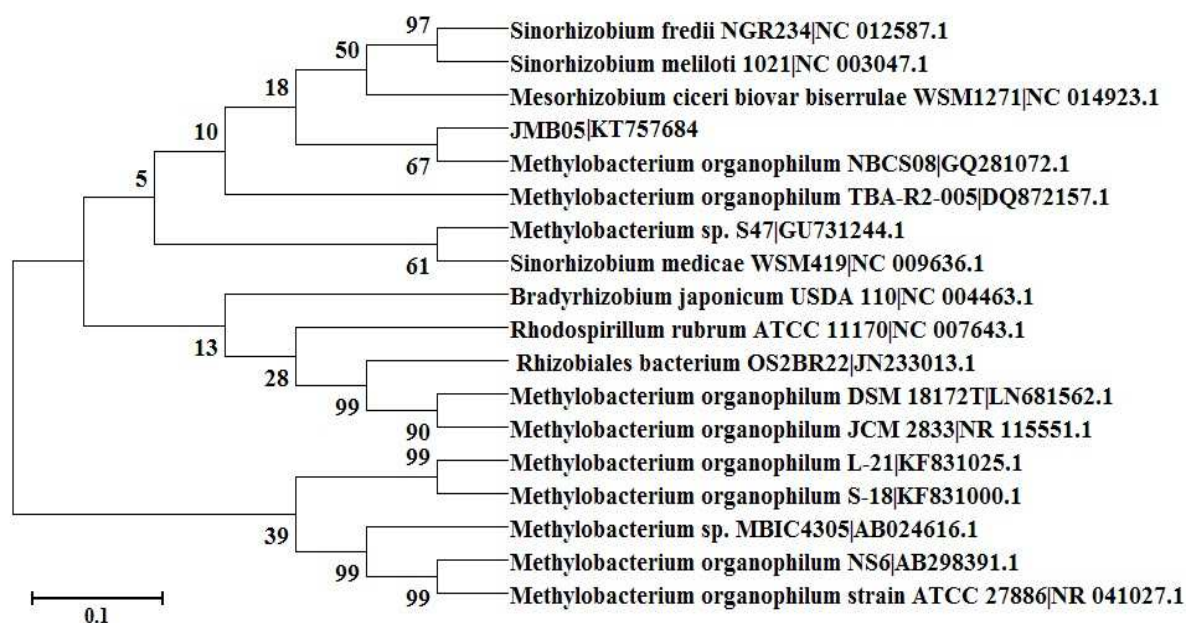 97
Sinorhizobium fredii NGR234|NC 012587.1
50
Sinorhizobium meliloti 1021|NC 003047.1
18
Mesorhizobium ciceri biovar biserrulae WSM1271|NC 014923.1
10
JMB05|KT757684
67
Methylobacterium organophilum NBCS08|GQ281072.1
5
Methylobacterium organophilum TBA-R2-005|DQ872157.1
Methylobacterium sp. S47|GU731244.1
61
Sinorhizobium medicae WSM419|NC 009636.1
Bradyrhizobium japonicum USDA 110|NC 004463.1
13
Rhodospirillum rubrum ATCC 11170|NC 007643.1
28
Rhizobiales bacterium OS2BR22|JN233013.1
99
Methylobacterium organophilum DSM 18172T|LN681562.1
90
Methylobacterium organophilum JCM 2833|NR 115551.1
99
Methylobacterium organophilum L-21|KF831025.1
Methylobacterium organophilum S-18|KF831000.1
39
Methylobacterium sp. MBIC4305|AB024616.1
99
Methylobacterium organophilum NS6|AB298391.1
99
Methylobacterium organophilum strain ATCC 27886|NR 041027.1
0.1